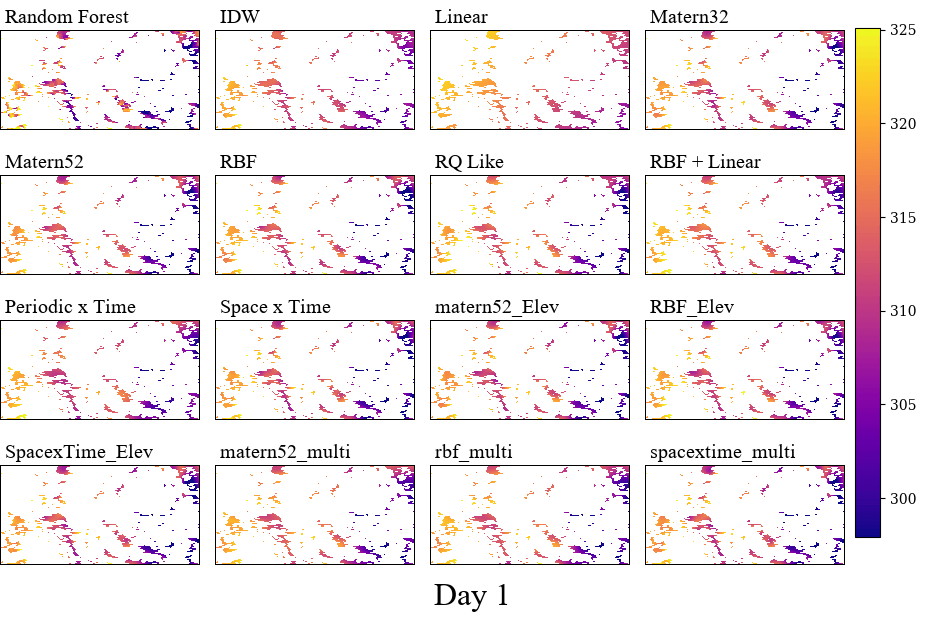 Random Forest
IDW
Linear
Matern32
Matern52
RBF
RQ Like
RBF + Linear
Periodic x Time
Space x Time
matern52_Elev
RBF_Elev
SpacexTime_Elev
matern52_multi
rbf_multi
spacextime_multi
325
320
315
310
305
300
Day 1